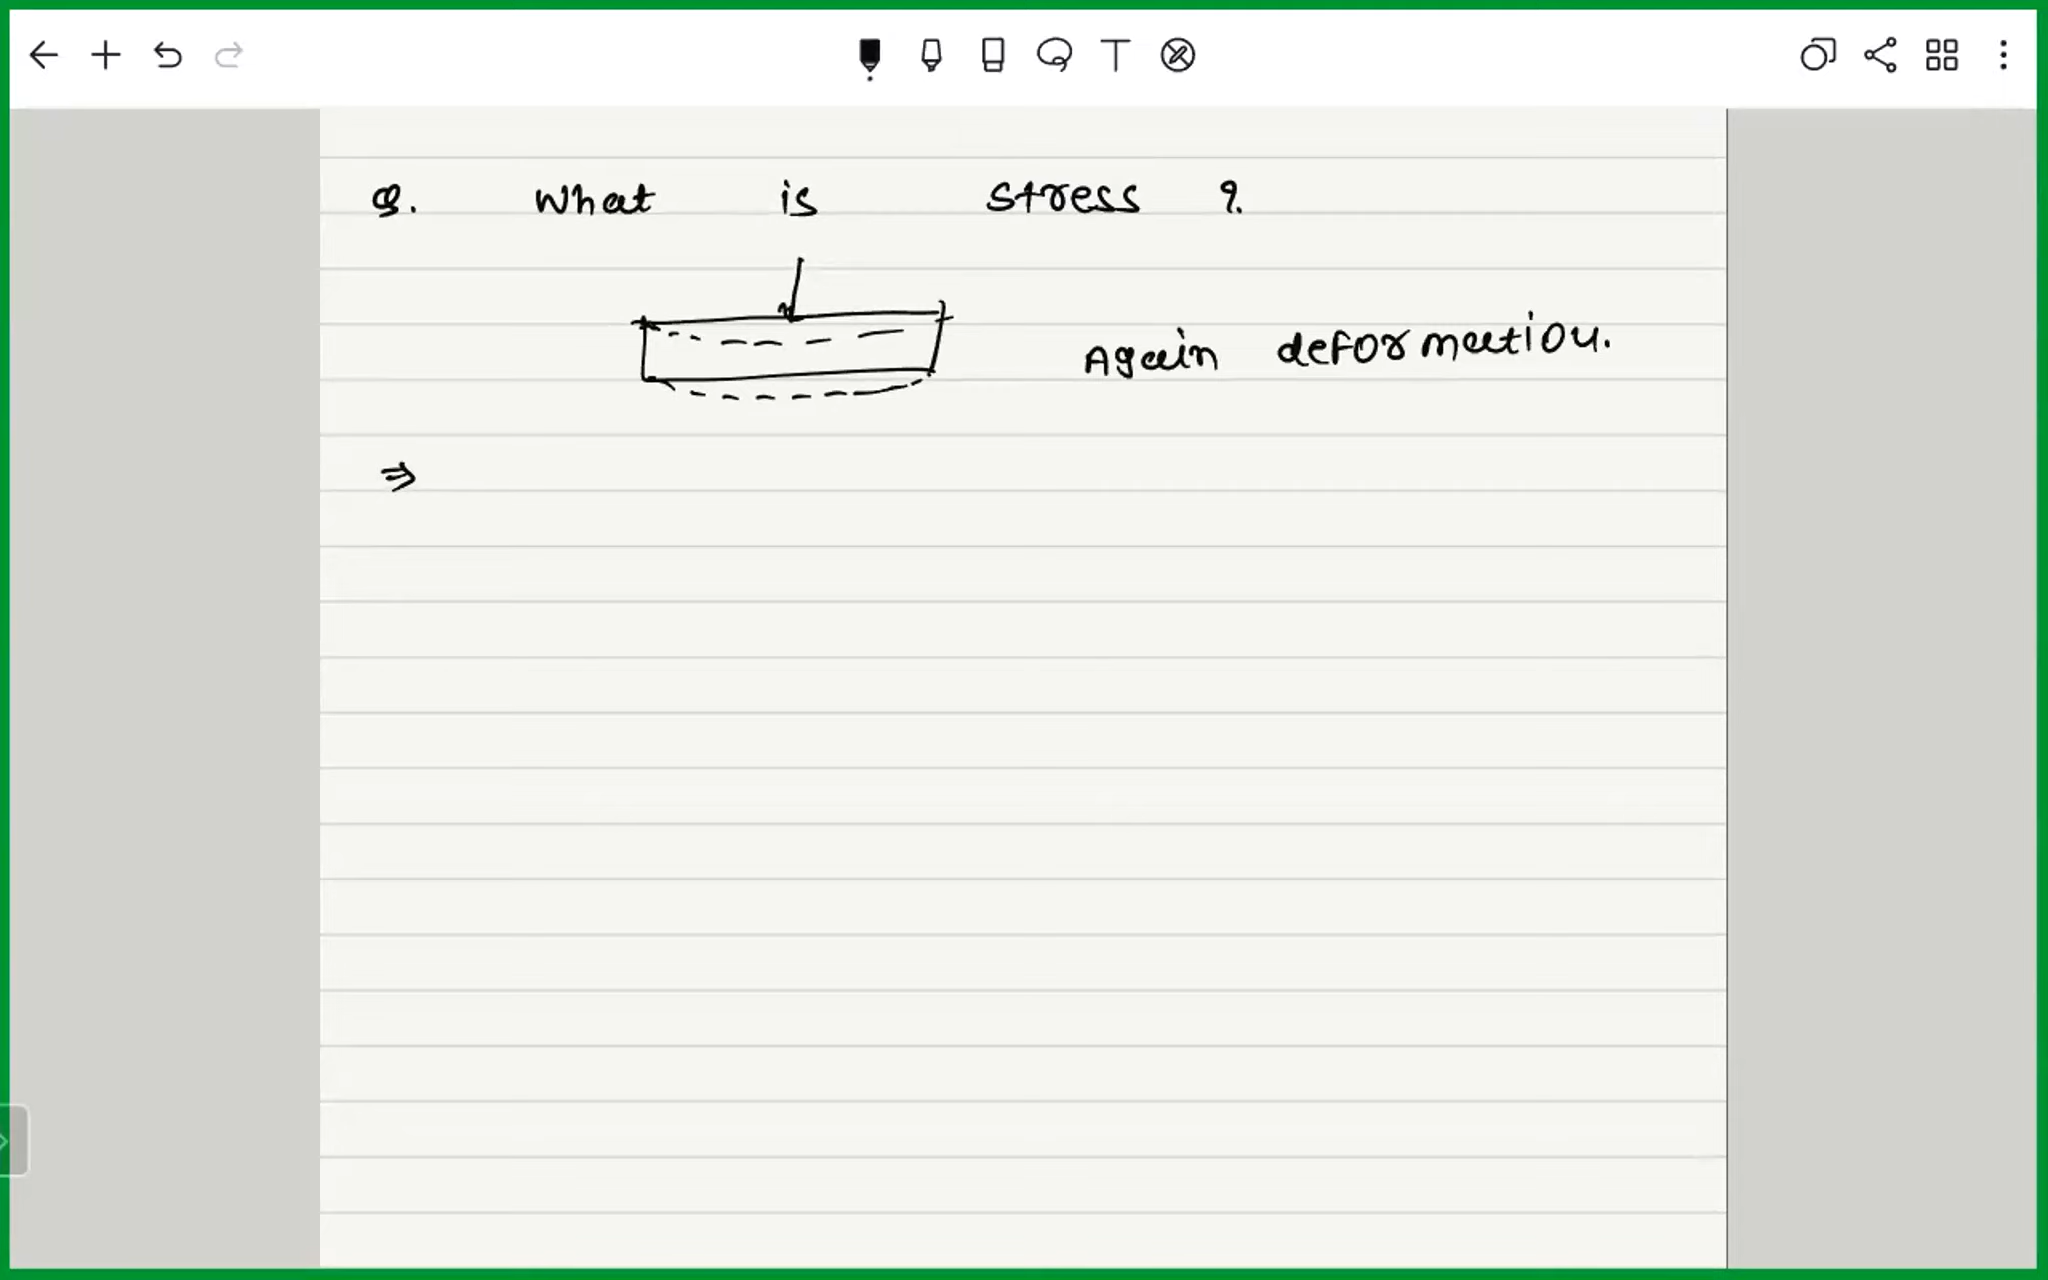 Q. What is stress ?
Again deformation.
⇒